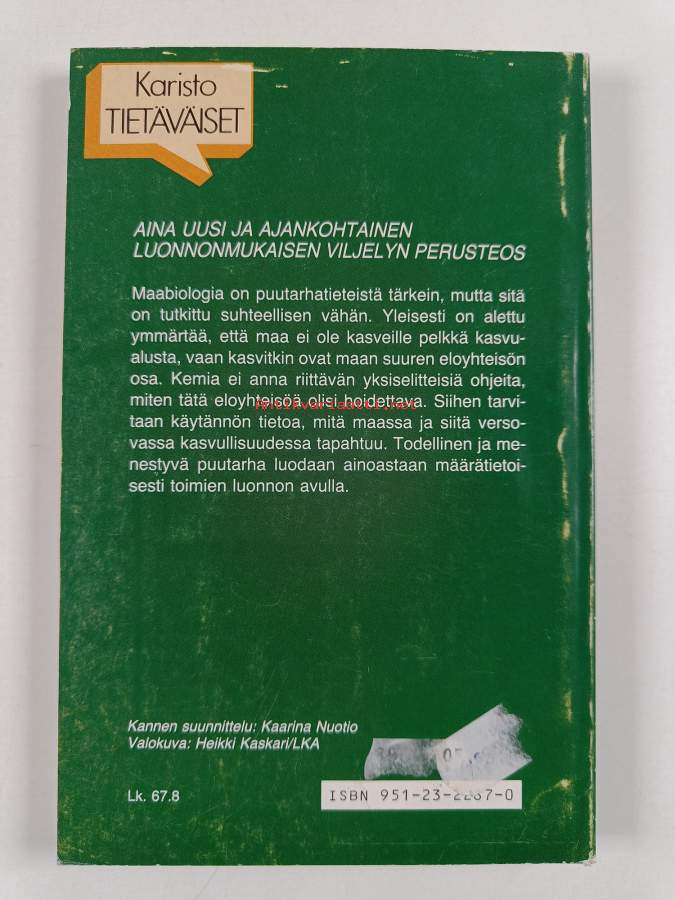 Karisto
TIETÄVÄISET
AINA UUSI JA AJANKOHTAINEN
LUONNONMUKAISEN VILJELYN PERUSTEOS
Maabiologia on puutarhatieteistä tärkein, mutta sitä
on tutkittu suhteellisen vähän. Yleisesti on alettu
ymmärtää, että maa ei ole kasveille pelkkä kasvu-
alusta, vaan kasvitkin ovat maan suuren eloyhteisön
osa. Kemia ei anna riittävän yksiselitteisiä ohjeita,
miten tätä eloyhteisöä olisi hoidettava. Siihen tarvi-
Antikvariaatti.net
taan käytännön tietoa, mitä maassa ja siitä verso-
vassa kasvullisuudessa tapahtuu. Todellinen ja me-
nestyvä puutarha luodaan ainoastaan määrätietoi-
sesti toimien luonnon avulla.
Kannen suunnittelu: Kaarina Nuotio
Valokuva: Heikki Kaskari/LKA
Lk. 67.8
ISBN